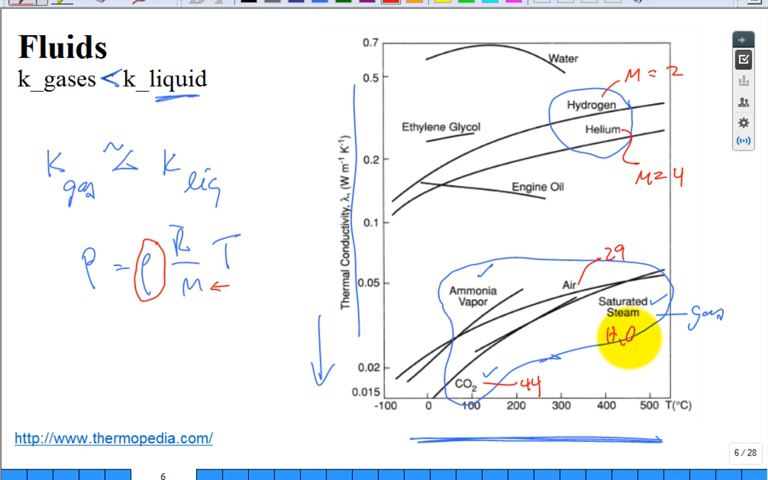 Fluids
k_gases < k_liquid
K gas ≈ K liq
P = ρ R/M T
Thermal Conductivity, λ, (W m⁻¹ K⁻¹)
0.7
0.5
0.2
0.1
0.05
0.02
0.015
-100 0 100 200 300 400 500 T(°C)
Water
M = 2
Hydrogen
Ethylene Glycol
Helium
M = 4
Engine Oil
29
Ammonia
Vapor
Air
Saturated
Steam
gas
H₂O
CO₂
44
http://www.thermopedia.com/
6 / 28
6